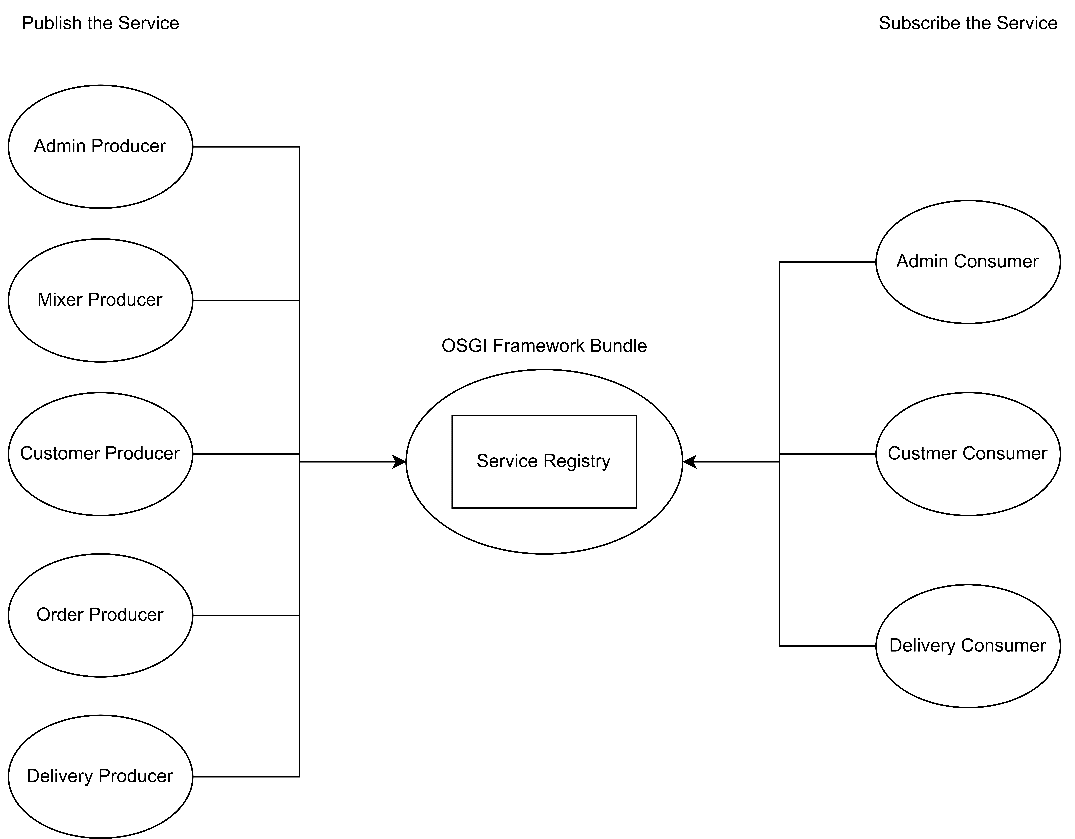 Publish the Service
Subscribe the Service
Admin Producer
Mixer Producer
Customer Producer
Order Producer
Delivery Producer
OSGI Framework Bundle
Service Registry
Admin Consumer
Custmer Consumer
Delivery Consumer